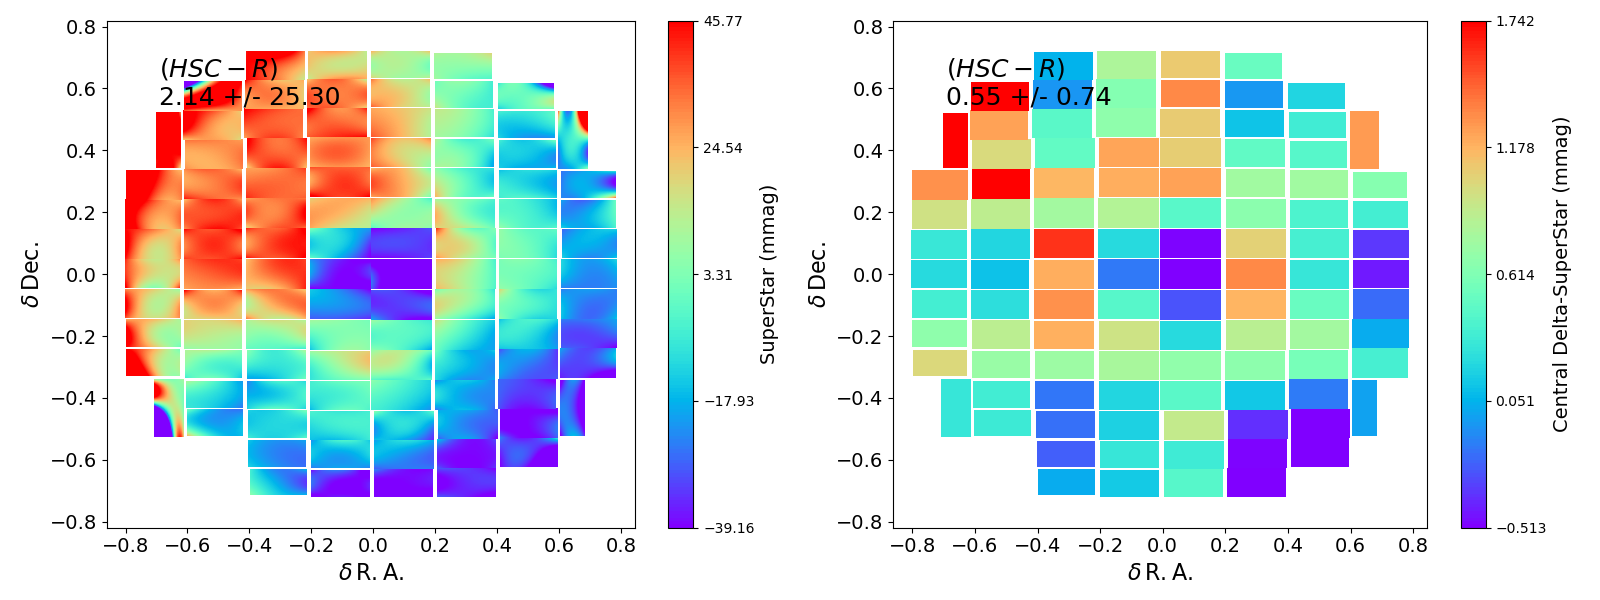 (HSC − R)
2.14 +/- 25.30
0.8
0.6
0.4
0.2
0.0
−0.2
−0.4
−0.6
−0.8
δ Dec.
−0.8 −0.6 −0.4 −0.2 0.0 0.2 0.4 0.6 0.8
δ R. A.
45.77
24.54
3.31
−17.93
−39.16
SuperStar (mmag)
(HSC − R)
0.55 +/- 0.74
0.8
0.6
0.4
0.2
0.0
−0.2
−0.4
−0.6
−0.8
δ Dec.
−0.8 −0.6 −0.4 −0.2 0.0 0.2 0.4 0.6 0.8
δ R. A.
1.742
1.178
0.614
0.051
−0.513
Central Delta-SuperStar (mmag)